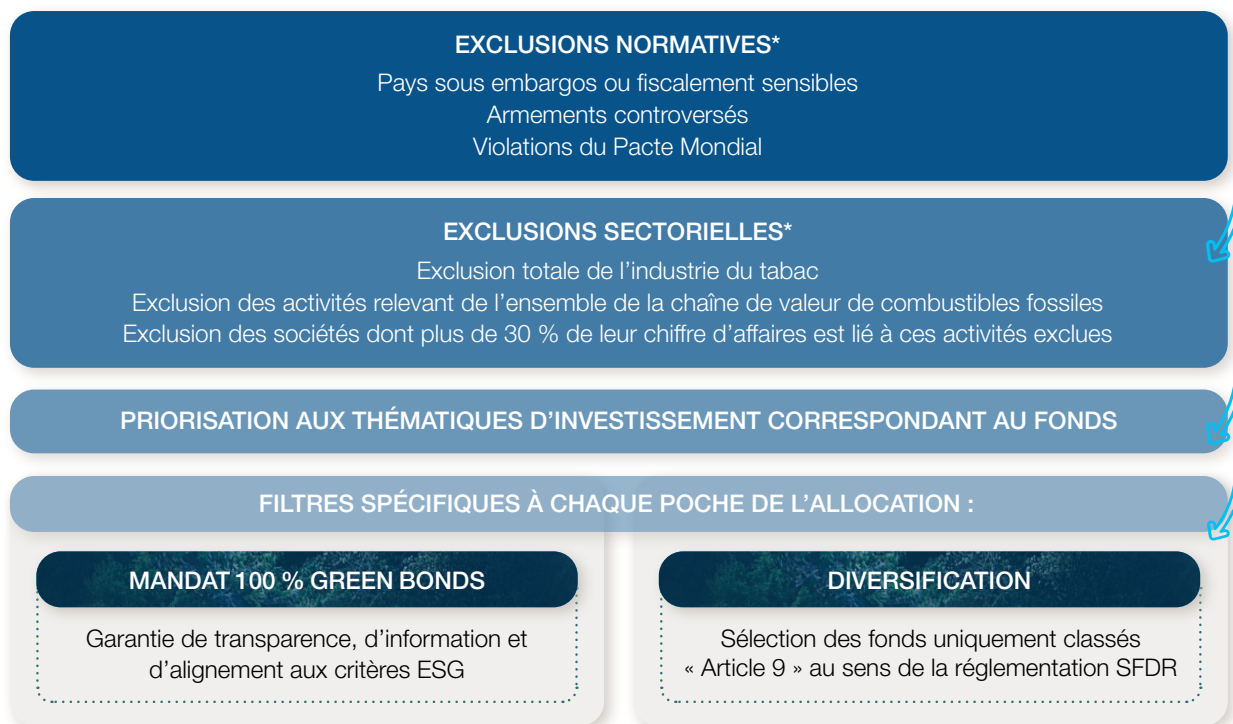 EXCLUSIONS NORMATIVES*
Pays sous embargos ou fiscalement sensibles
Armements controversés
Violations du Pacte Mondial
EXCLUSIONS SECTORIELLES*
Exclusion totale de l’industrie du tabac
Exclusion des activités relevant de l’ensemble de la chaîne de valeur de combustibles fossiles
Exclusion des sociétés dont plus de 30 % de leur chiffre d’affaires est lié à ces activités exclues
PRIORISATION AUX THÉMATIQUES D’INVESTISSEMENT CORRESPONDANT AU FONDS
FILTRES SPÉCIFIQUES À CHAQUE POCHE DE L’ALLOCATION :
MANDAT 100 % GREEN BONDS
Garantie de transparence, d’information et
d’alignement aux critères ESG
DIVERSIFICATION
Sélection des fonds uniquement classés
« Article 9 » au sens de la réglementation SFDR